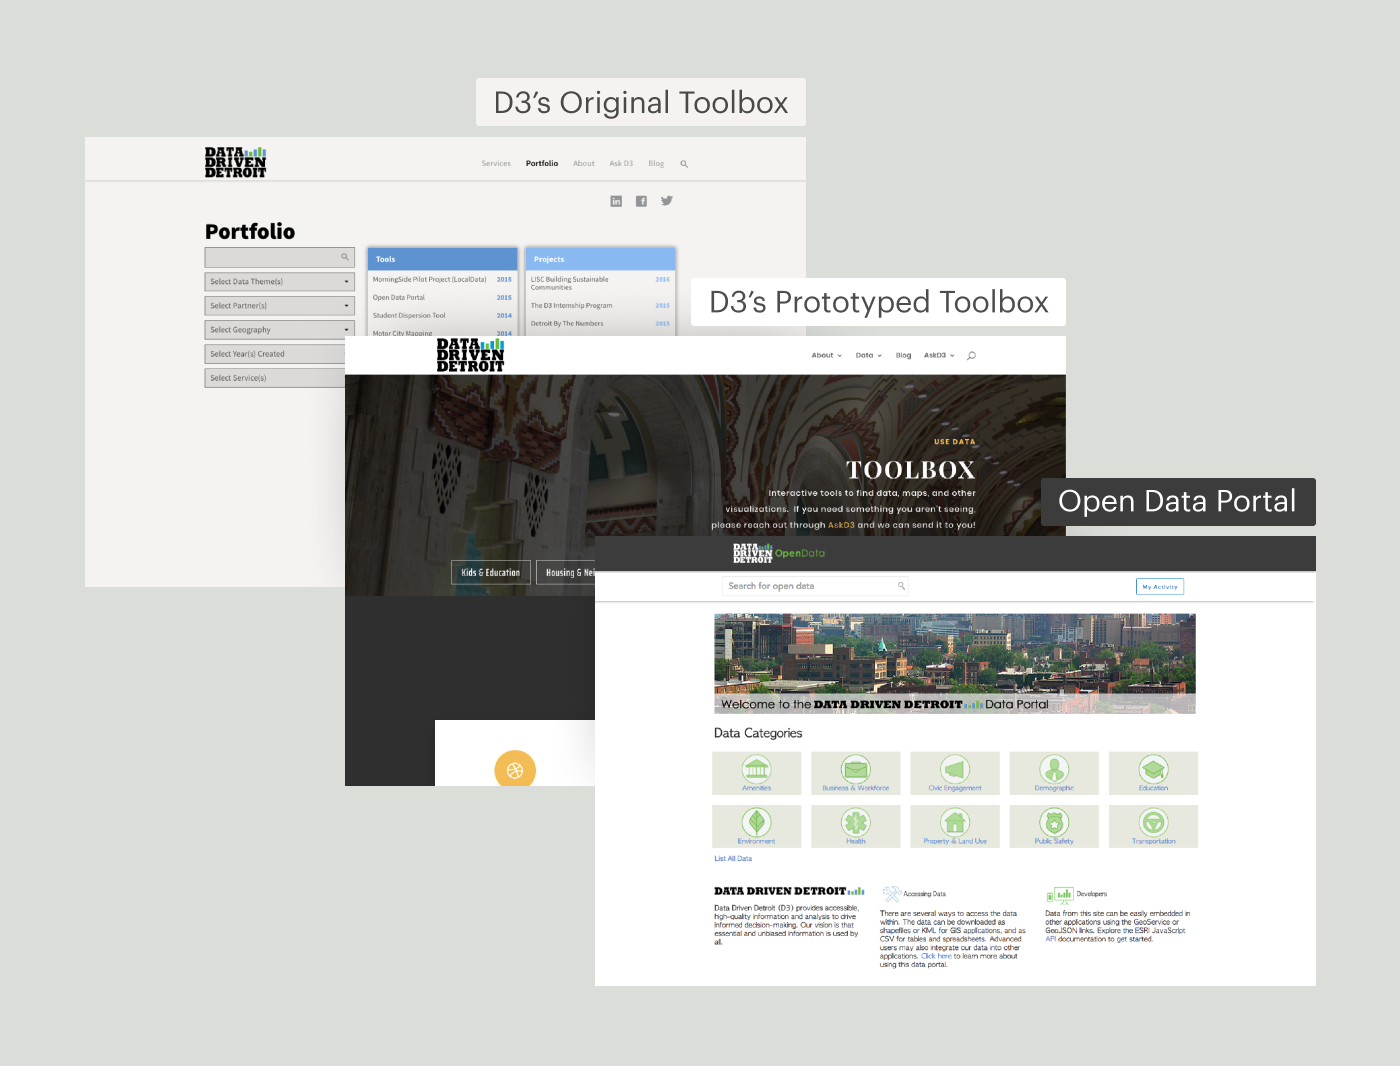 D3's Original Toolbox
DATA
DRIVEN
DETROIT
Services Portfolio About Ask D3 Blog
Portfolio
Select Data Theme(s)
Select Partner(s)
Select Geography
Select Year(s) Created
Select Service(s)
Tools
MorningSide Pilot Project (LocalData) 2015
Open Data Portal 2015
Student Dispersion Tool 2014
Motor City Mapping 2014
Projects
LISC Building Sustainable 2016
Communities
The D3 Internship Program 2015
Detroit By The Numbers 2015
D3's Prototyped Toolbox
DATA
DRIVEN
DETROIT
About Data Blog AskD3
USE DATA
TOOLBOX
Interactive tools to find data, maps, and other
visualizations. If you need something you aren't seeing,
please reach out through AskD3 and we can send it to you!
Kids & Education Housing & Nei
Open Data Portal
DATA
DRIVEN
DETROIT
OpenData
Search for open data
My Activity
Welcome to the DATA DRIVEN DETROIT Data Portal
Data Categories
Amenities Business & Workforce Civic Engagement Demographic Education
Environment Health Property & Land Use Public Safety Transportation
List All Data
DATA DRIVEN DETROIT
Data Driven Detroit (D3) provides accessible,
high-quality information and analysis to drive
informed decision-making. Our vision is that
essential and unbiased information is used by
all.
Accessing Data
There are several ways to access the data
within. The data can be downloaded as
shapefiles or KML for GIS applications, and as
CSV for tables and spreadsheets. Advanced
users may also integrate our data into other
applications. Click here to learn more about
using this data portal.
Developers
Data from this site can be easily embedded in
other applications using the GeoService or
GeoJSON links. Explore the ESRI JavaScript
API documentation to get started.